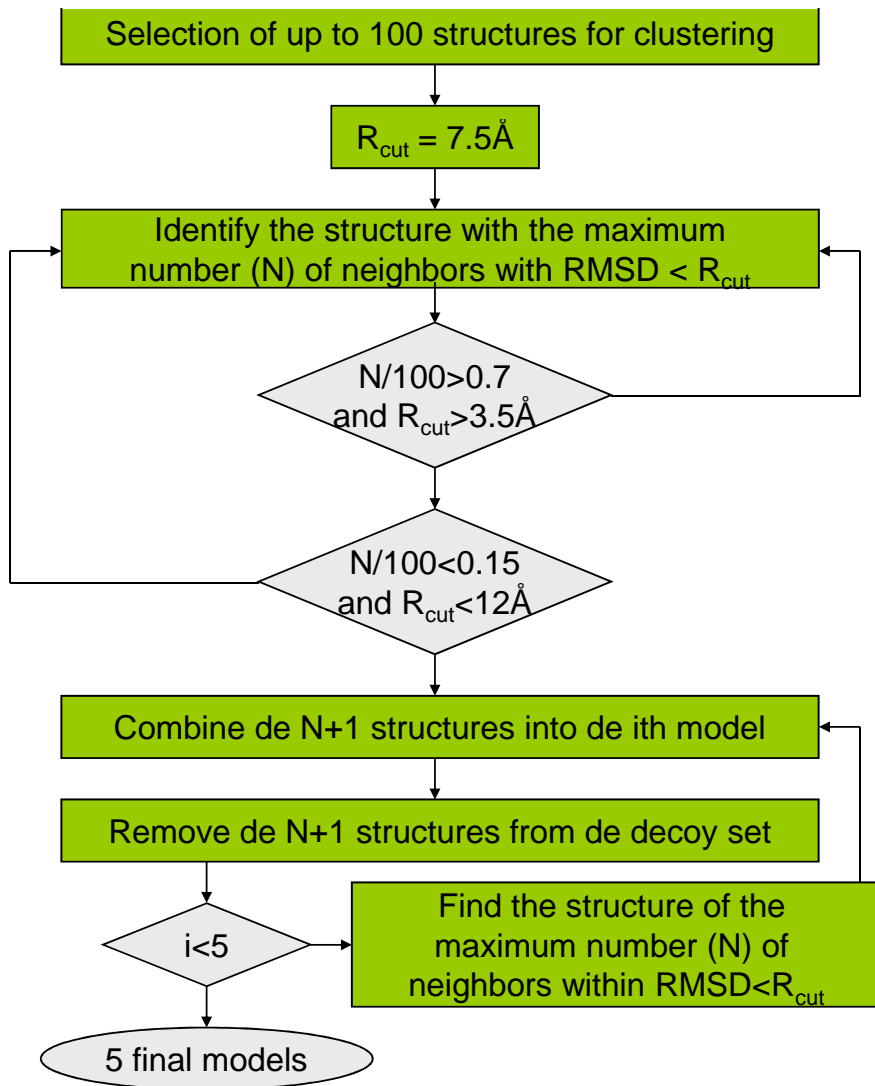 Selection of up to 100 structures for clustering
Rcut = 7.5Å
Identify the structure with the maximum
number (N) of neighbors with RMSD < Rcut
N/100>0.7
and Rcut>3.5Å
N/100<0.15
and Rcut<12Å
Combine de N+1 structures into de ith model
Remove de N+1 structures from de decoy set
i<5
Find the structure of the
maximum number (N) of
neighbors within RMSD<Rcut
5 final models